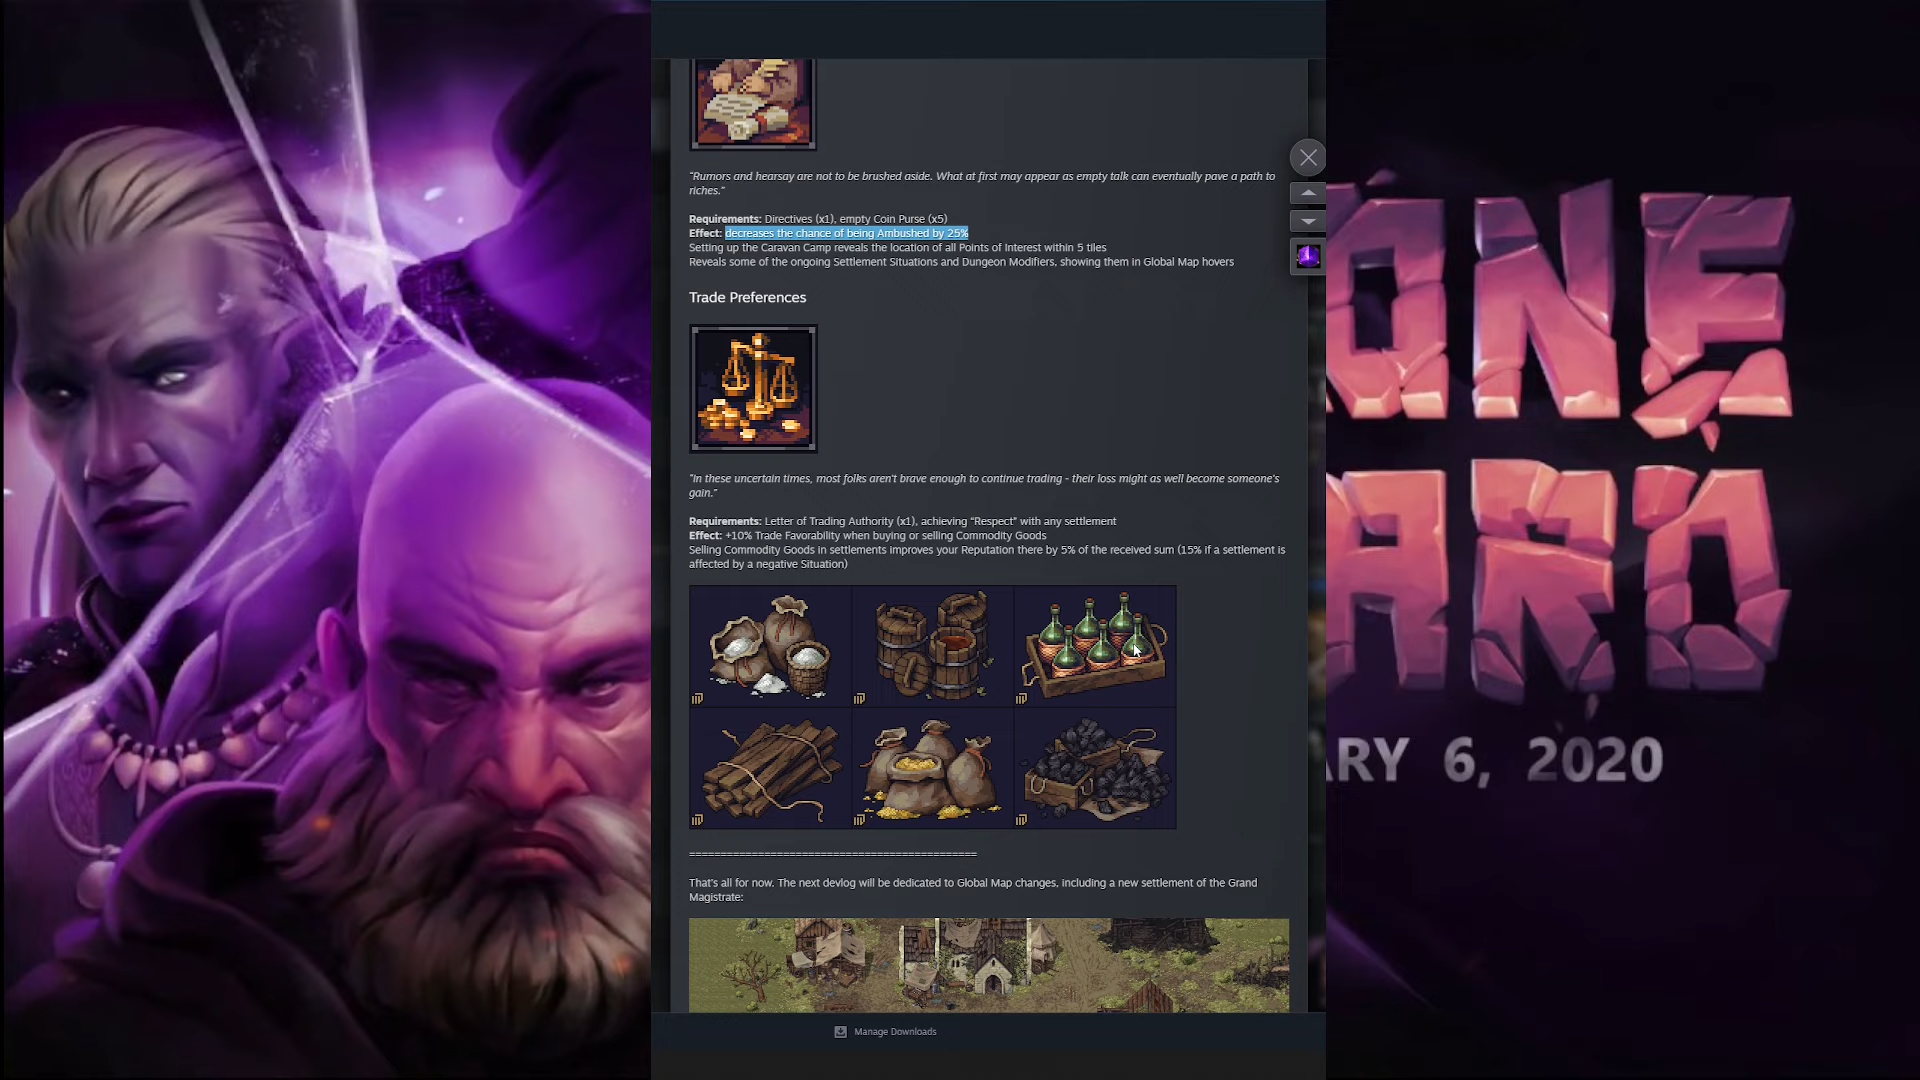 "Rumors and hearsay are not to be brushed aside. What at first may appear as empty talk can eventually pave a path to
riches."
Requirements: Directives (x1), empty Coin Purse (x5)
Effect: decreases the chance of being Ambushed by 25%
Setting up the Caravan Camp reveals the location of all Points of Interest within 5 tiles
Reveals some of the ongoing Settlement Situations and Dungeon Modifiers, showing them in Global Map hovers
Trade Preferences
"In these uncertain times, most folks aren't brave enough to continue trading - their loss might as well become someone's
gain."
Requirements: Letter of Trading Authority (x1), achieving "Respect" with any settlement
Effect: +10% Trade Favorability when buying or selling Commodity Goods
Selling Commodity Goods in settlements improves your Reputation there by 5% of the received sum (15% if a settlement is
affected by a negative Situation)
==============================================
That's all for now. The next devlog will be dedicated to Global Map changes, including a new settlement of the Grand
Magistrate:
Manage Downloads
ONE
ARD
ARY 6, 2020